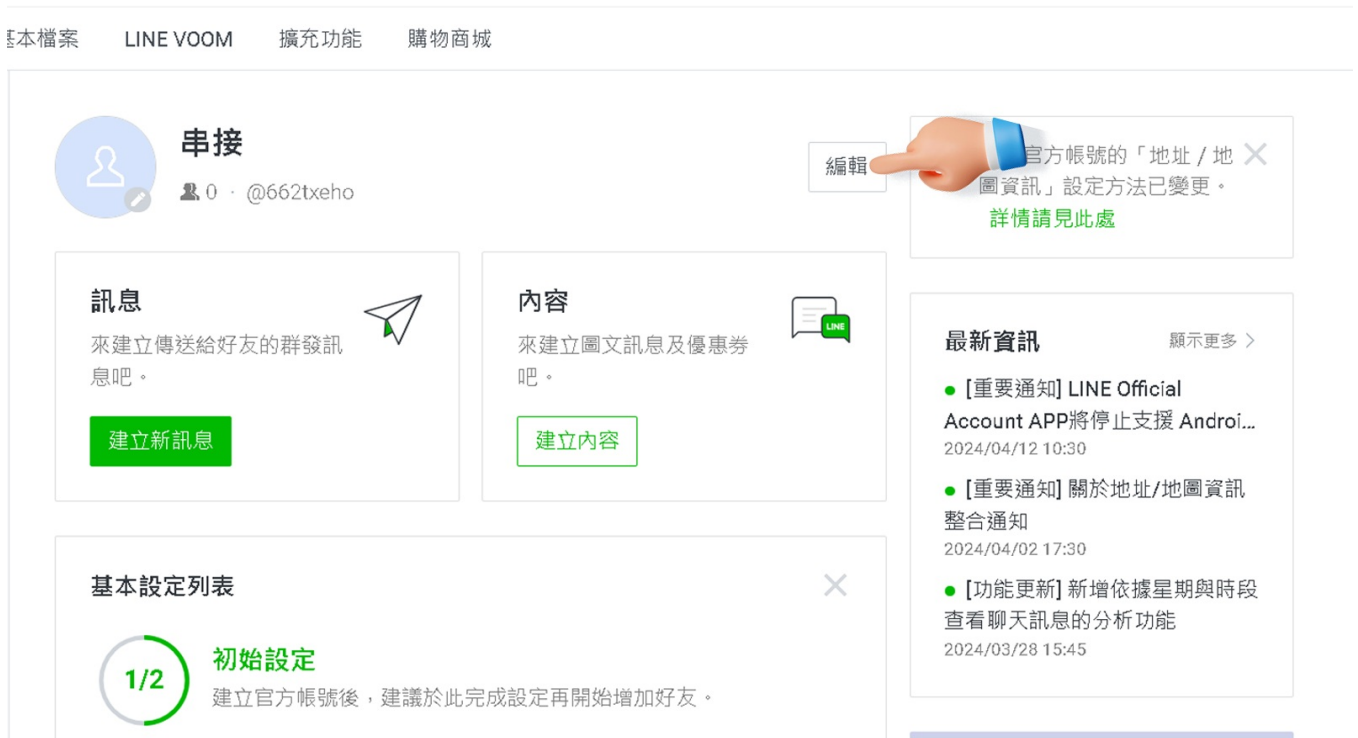 本檔案 LINE VOOM 擴充功能 購物商城
串接
0 · @662txeho
編輯
官方帳號的「地址 / 地
圖資訊」設定方法已變更。
詳情請見此處
訊息
來建立傳送給好友的群發訊
息吧。
建立新訊息
內容
來建立圖文訊息及優惠券
吧。
LINE
建立內容
最新資訊 顯示更多
[重要通知] LINE Official
Account APP將停止支援 Androi...
2024/04/12 10:30
[重要通知] 關於地址/地圖資訊
整合通知
2024/04/02 17:30
[功能更新] 新增依據星期與時段
查看聊天訊息的分析功能
2024/03/28 15:45
基本設定列表
1/2
初始設定
建立官方帳號後，建議於此完成設定再開始增加好友。